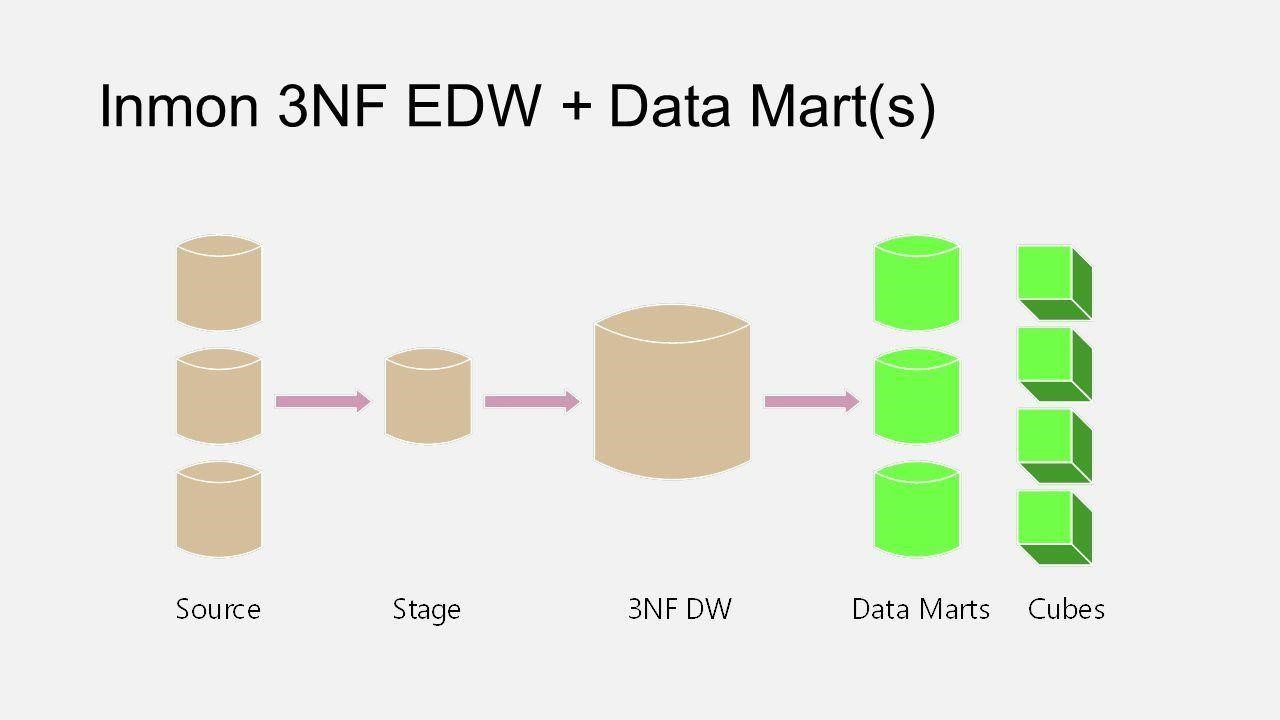 Inmon 3NF EDW + Data Mart(s)
Source
Stage
3NF DW
Data Marts
Cubes